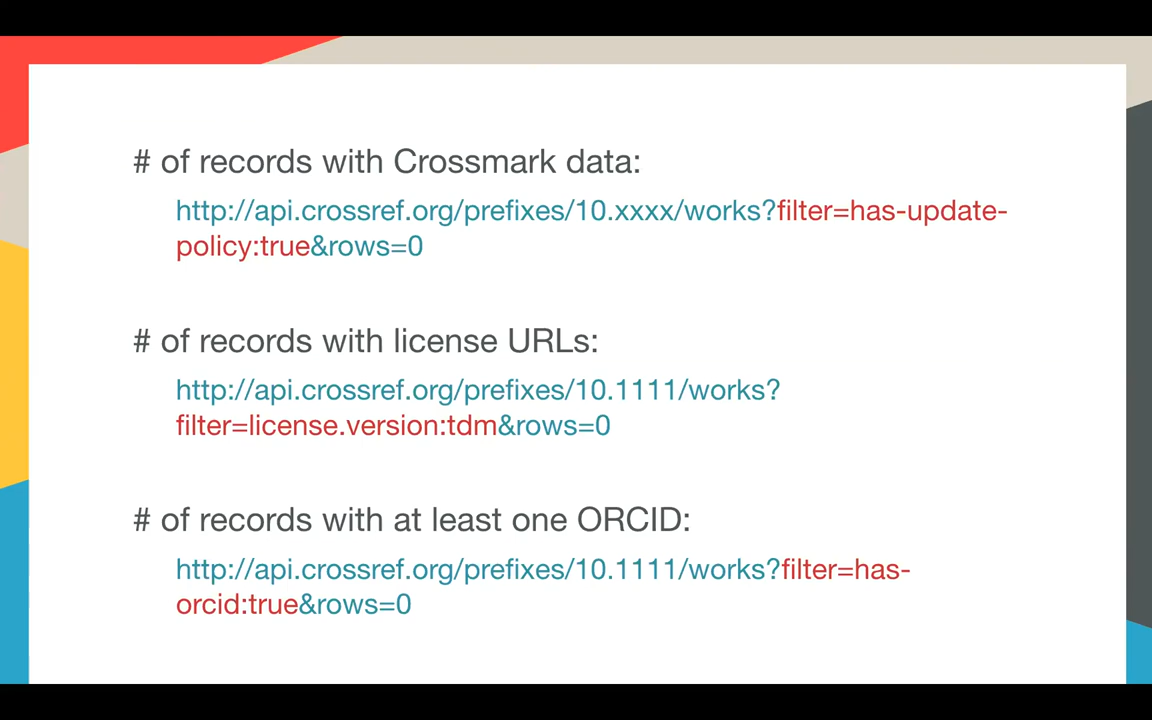 # of records with Crossmark data:
http://api.crossref.org/prefixes/10.xxxx/works?filter=has-update-
policy:true&rows=0
# of records with license URLs:
http://api.crossref.org/prefixes/10.1111/works?
filter=license.version:tdm&rows=0
# of records with at least one ORCID:
http://api.crossref.org/prefixes/10.1111/works?filter=has-
orcid:true&rows=0